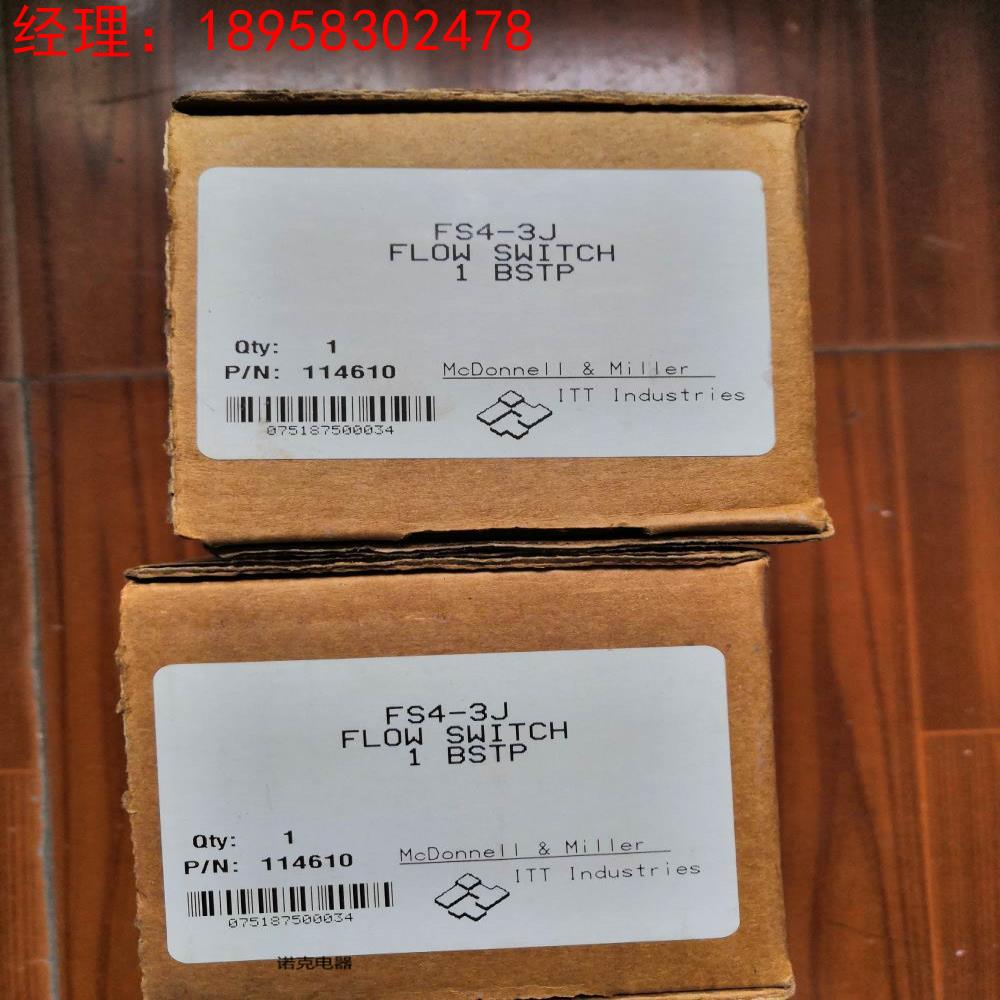 经理：18958302478
FS4-3J
FLOW SWITCH
1 BSTP
Qty: 1
P/N: 114610
McDonnell & Miller
ITT Industries
075187500034
FS4-3J
FLOW SWITCH
1 BSTP
Qty: 1
P/N: 114610
McDonnell & Miller
ITT Industries
075187500034
诺克电器